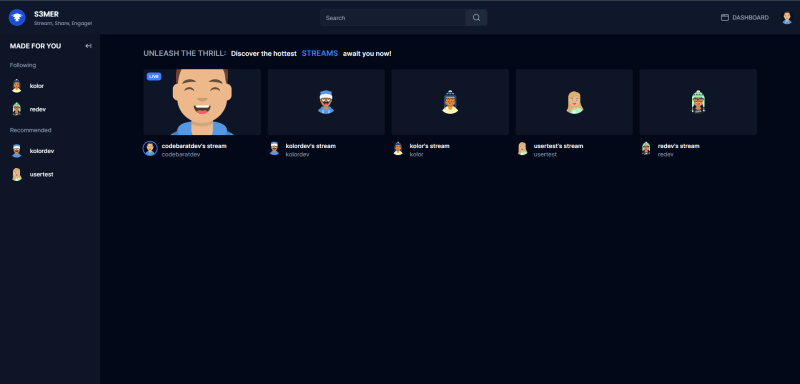 S3MER
Stream, Share, Engage!
Search
DASHBOARD
MADE FOR YOU
Following
kolor
redev
Recommended
kolordev
usertest
UNLEASH THE THRILL: Discover the hottest STREAMS await you now!
LIVE
codebaratdev's stream
codebaratdev
kolordev's stream
kolordev
kolor's stream
kolor
usertest's stream
usertest
redev's stream
redev